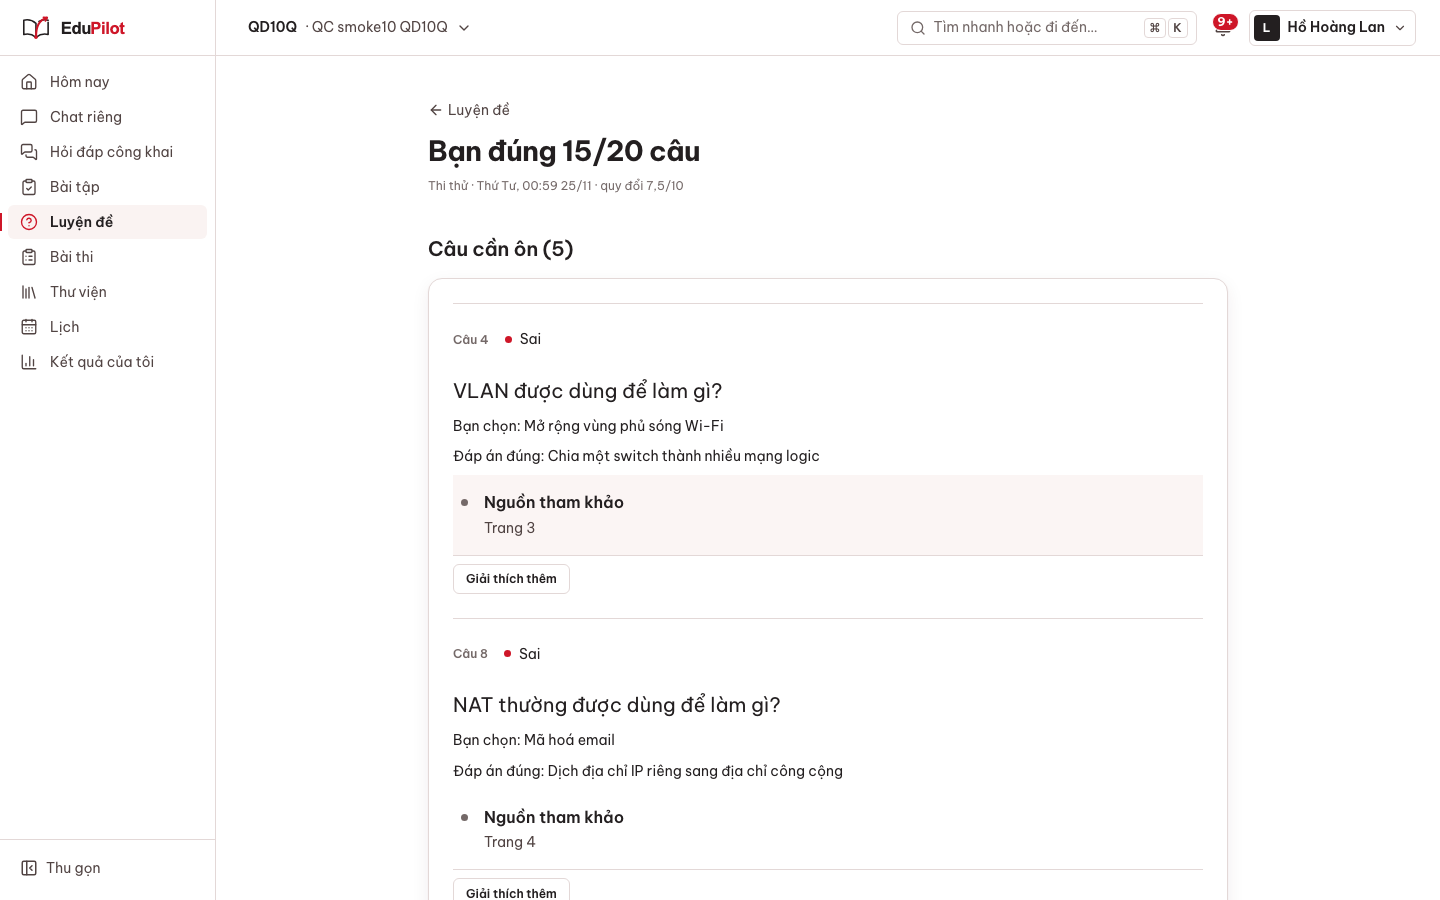 EduPilot
QD10Q · QC smoke10 QD10Q
Tìm nhanh hoặc đi đến...
⌘ K
9+
L
Hồ Hoàng Lan
Hôm nay
Chat riêng
Hỏi đáp công khai
Bài tập
Luyện đề
Bài thi
Thư viện
Lịch
Kết quả của tôi
Thu gọn
← Luyện đề
Bạn đúng 15/20 câu
Thi thử · Thứ Tư, 00:59 25/11 · quy đổi 7,5/10
Câu cần ôn (5)
Câu 4 • Sai
VLAN được dùng để làm gì?
Bạn chọn: Mở rộng vùng phủ sóng Wi-Fi
Đáp án đúng: Chia một switch thành nhiều mạng logic
• Nguồn tham khảo
Trang 3
Giải thích thêm
Câu 8 • Sai
NAT thường được dùng để làm gì?
Bạn chọn: Mã hoá email
Đáp án đúng: Dịch địa chỉ IP riêng sang địa chỉ công cộng
• Nguồn tham khảo
Trang 4
Giải thích thêm